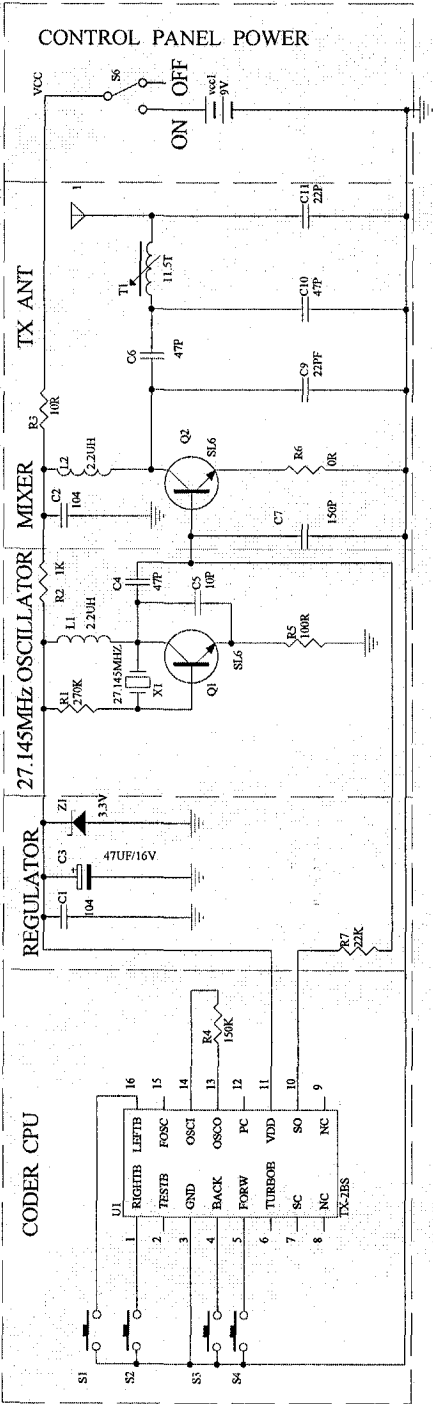 CONTROL PANEL POWER
VCC
S6
OFF
ON
vcc1
9V
TX ANT
1
T1
11.5T
C11
22P
C10
47P
C6
47P
C9
22PF
R3
10R
MIXER
L2
2.2UH
C2
104
Q2
SL6
R6
0R
C7
150P
27.145MHz OSCILLATOR
R2
1K
L1
2.2UH
R1
270K
C4
47P
C5
10P
27.145MHZ
X1
Q1
SL6
R5
100R
REGULATOR
Z1
3.3V
C3
47UF/16V
C1
104
R7
22K
CODER CPU
R4
150K
U1
TX-2BS
1 RIGHTB LEFTB 16
2 TESTB FOSC 15
3 GND OSCI 14
4 BACK OSCO 13
5 FORW PC 12
6 TURBOB VDD 11
7 SC SO 10
8 NC NC 9
S1
S2
S3
S4